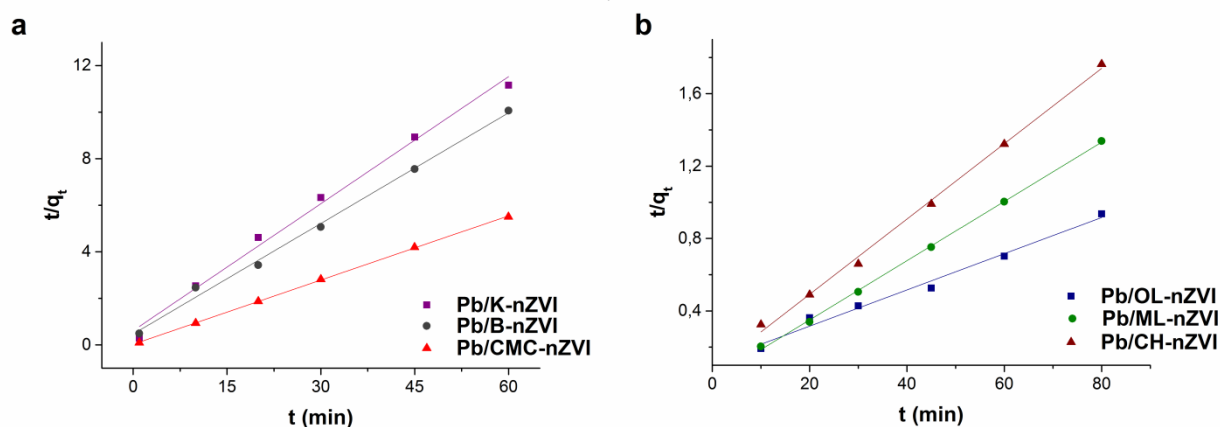 a
t/qt
12
8
4
0
0
15
30
45
60
t (min)
Pb/K-nZVI
Pb/B-nZVI
Pb/CMC-nZVI
b
t/qt
1,6
1,2
0,8
0,4
0
20
40
60
80
t (min)
Pb/OL-nZVI
Pb/ML-nZVI
Pb/CH-nZVI